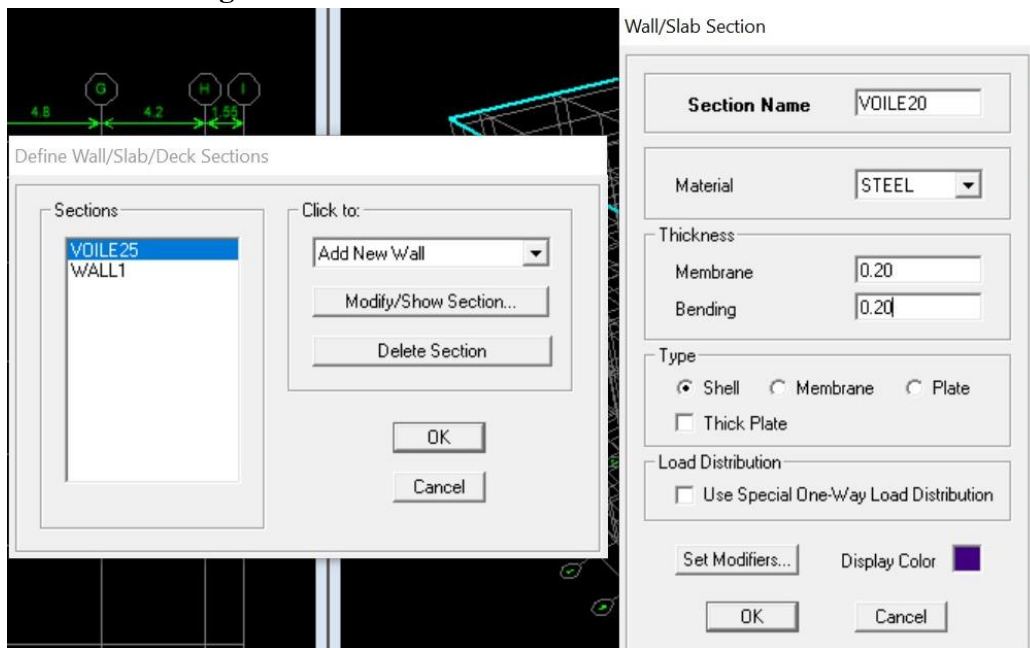 G
H
I
4.8
4.2
1.55
Define Wall/Slab/Deck Sections
Sections
VOILE25
WALL1
Click to:
Add New Wall
Modify/Show Section...
Delete Section
OK
Cancel
Wall/Slab Section
Section Name
VOILE20
Material
STEEL
Thickness
Membrane
0.20
Bending
0.20
Type
Shell
Membrane
Plate
Thick Plate
Load Distribution
Use Special One-Way Load Distribution
Set Modifiers...
Display Color
OK
Cancel